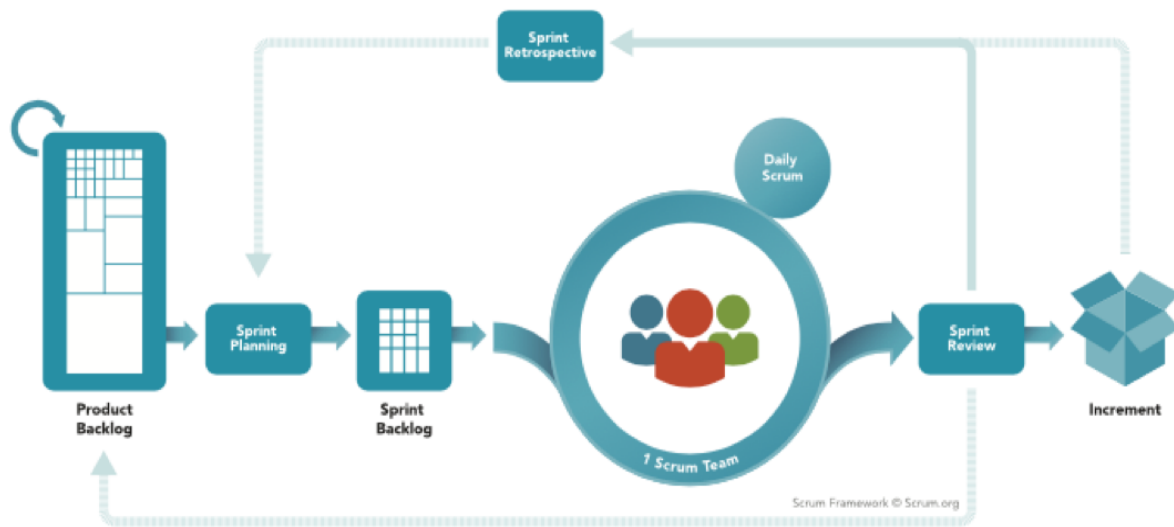 Sprint
Retrospective
Daily
Scrum
Sprint
Planning
Sprint
Review
Product
Backlog
Sprint
Backlog
1 Scrum Team
Increment
Scrum Framework © Scrum.org